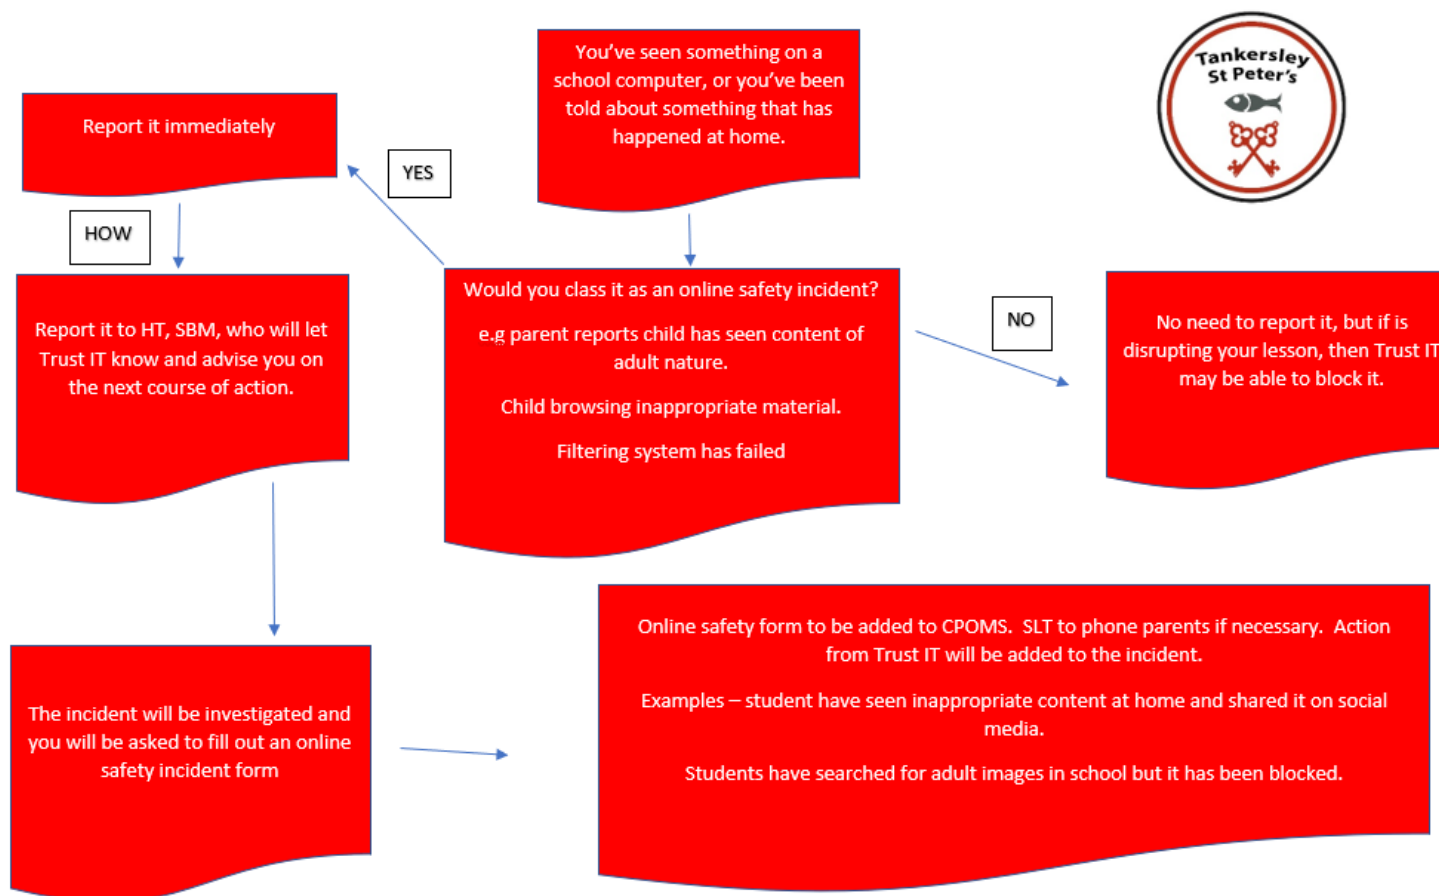 You've seen something on a
school computer, or you've been
told about something that has
happened at home.
Tankersley
St Peter's
Report it immediately
YES
HOW
Would you class it as an online safety incident?
e.g parent reports child has seen content of
adult nature.
Child browsing inappropriate material.
Filtering system has failed
NO
No need to report it, but if is
disrupting your lesson, then Trust IT
may be able to block it.
Report it to HT, SBM, who will let
Trust IT know and advise you on
the next course of action.
The incident will be investigated and
you will be asked to fill out an online
safety incident form
Online safety form to be added to CPOMS.  SLT to phone parents if necessary.  Action
from Trust IT will be added to the incident.
Examples – student have seen inappropriate content at home and shared it on social
media.
Students have searched for adult images in school but it has been blocked.